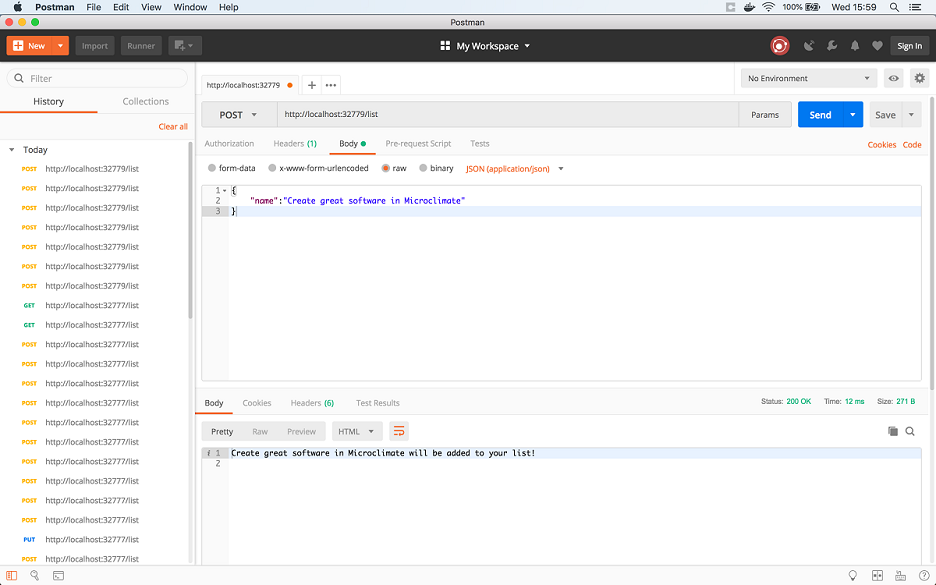 Postman File Edit View Window Help 100% Wed 15:59
Postman
New Import Runner My Workspace Sign In
Filter
History Collections
Clear all
Today
POST http://localhost:32779/list
POST http://localhost:32779/list
POST http://localhost:32779/list
POST http://localhost:32779/list
POST http://localhost:32779/list
POST http://localhost:32779/list
POST http://localhost:32779/list
GET http://localhost:32777/list
GET http://localhost:32777/list
POST http://localhost:32777/list
POST http://localhost:32777/list
POST http://localhost:32777/list
POST http://localhost:32777/list
POST http://localhost:32777/list
POST http://localhost:32777/list
POST http://localhost:32777/list
POST http://localhost:32777/list
POST http://localhost:32777/list
POST http://localhost:32777/list
PUT http://localhost:32777/list
POST http://localhost:32777/list
http://localhost:32779 No Environment
POST http://localhost:32779/list Params Send Save
Authorization Headers (1) Body Pre-request Script Tests Cookies Code
form-data x-www-form-urlencoded raw binary JSON (application/json)
1 {
2 "name":"Create great software in Microclimate"
3 }
Body Cookies Headers (6) Test Results Status: 200 OK Time: 12 ms Size: 271 B
Pretty Raw Preview HTML
i 1 Create great software in Microclimate will be added to your list!
2